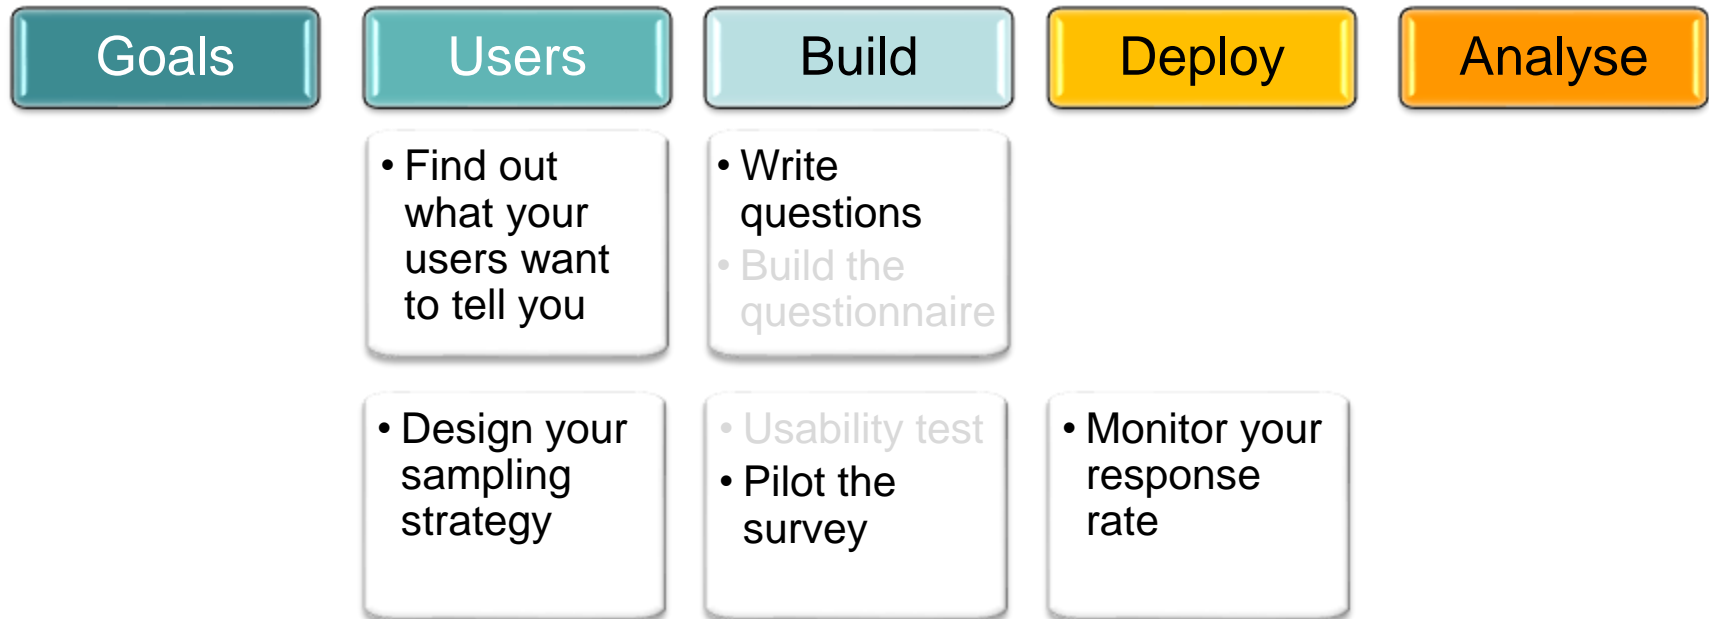 Goals
Users
Build
Deploy
Analyse
• Find out
what your
users want
to tell you
• Write
questions
• Build the
questionnaire
• Design your
sampling
strategy
• Usability test
• Pilot the
survey
• Monitor your
response
rate